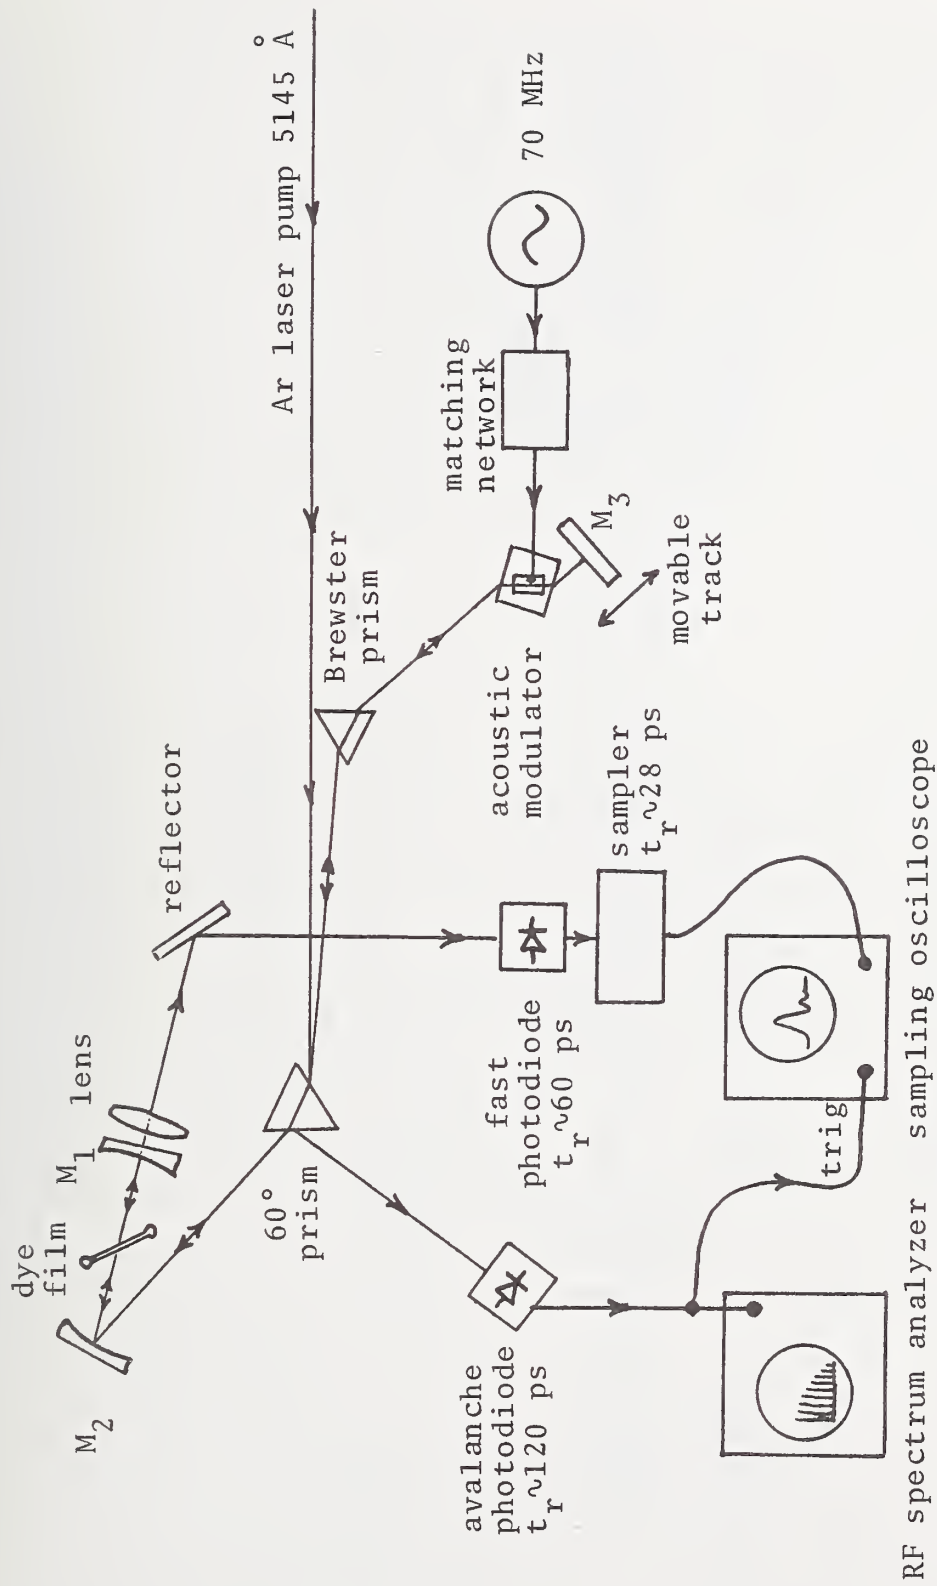 Ar laser pump 5145 Å
70 MHz
matching
network
M3
movable
track
Brewster
prism
acoustic
modulator
reflector
sampler
tr~28 ps
lens
M1
dye
film
M2
60°
prism
fast
photodiode
tr~60 ps
avalanche
photodiode
tr~120 ps
trig
RF spectrum analyzer
sampling oscilloscope